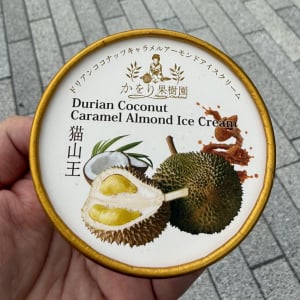 ドリアンココナッツキャラメルアーモンドアイスクリーム
かをり果樹園
Durian Coconut
Caramel Almond Ice Cream
猫山王